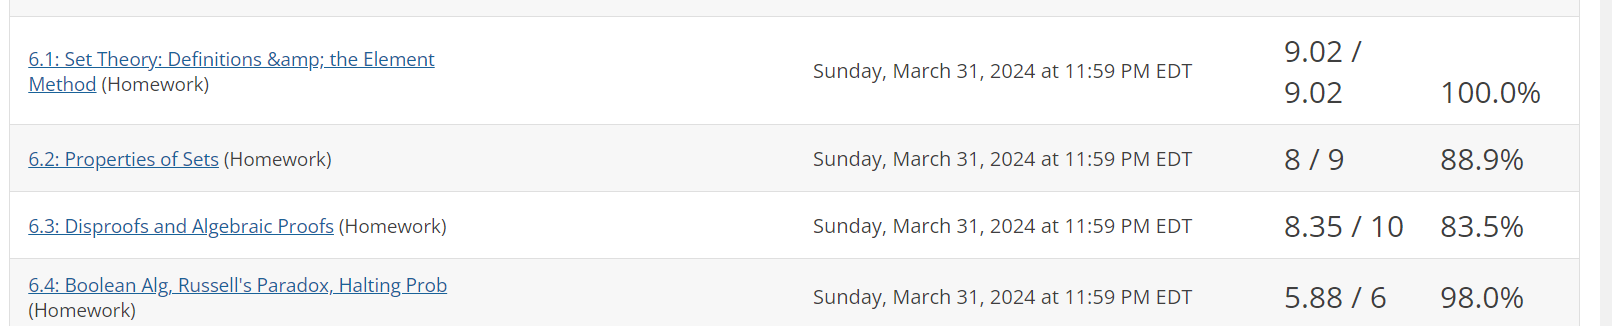 6.1: Set Theory: Definitions &amp; the Element
Method (Homework)
Sunday, March 31, 2024 at 11:59 PM EDT
9.02 /
9.02
100.0%
6.2: Properties of Sets (Homework)
Sunday, March 31, 2024 at 11:59 PM EDT
8 / 9
88.9%
6.3: Disproofs and Algebraic Proofs (Homework)
Sunday, March 31, 2024 at 11:59 PM EDT
8.35 / 10
83.5%
6.4: Boolean Alg, Russell's Paradox, Halting Prob
(Homework)
Sunday, March 31, 2024 at 11:59 PM EDT
5.88 / 6
98.0%